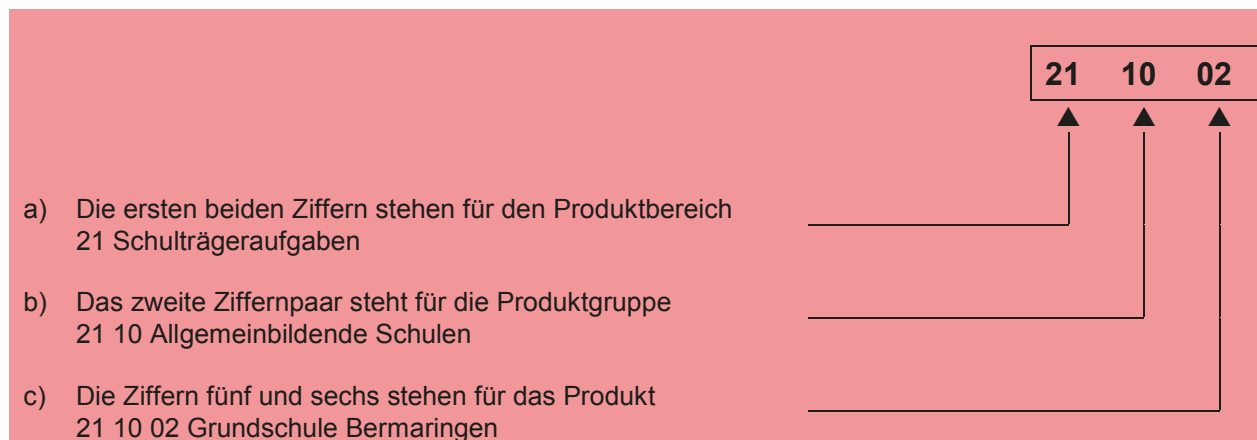 21 10 02
a) Die ersten beiden Ziffern stehen für den Produktbereich
21 Schulträgeraufgaben
b) Das zweite Ziffernpaar steht für die Produktgruppe
21 10 Allgemeinbildende Schulen
c) Die Ziffern fünf und sechs stehen für das Produkt
21 10 02 Grundschule Bermaringen